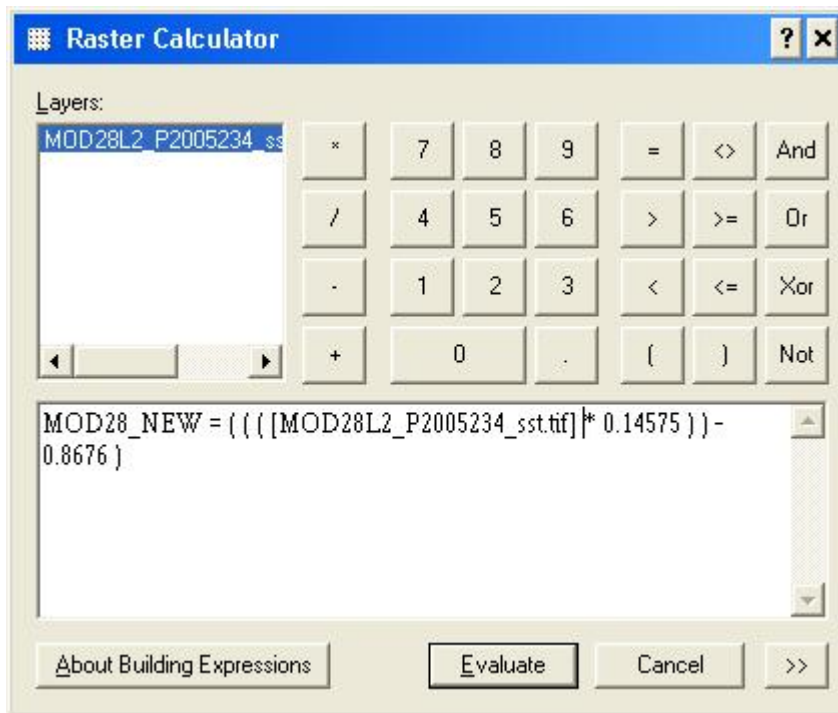 Raster Calculator
? ×
Layers:
MOD28L2_P2005234_ss
* 7 8 9 = <> And
/ 4 5 6 > >= Or
- 1 2 3 < <= Xor
+ 0 . ( ) Not
MOD28_NEW = ( ( ( [MOD28L2_P2005234_sst.tif] * 0.14575 ) ) -
0.8676 )
About Building Expressions Evaluate Cancel >>